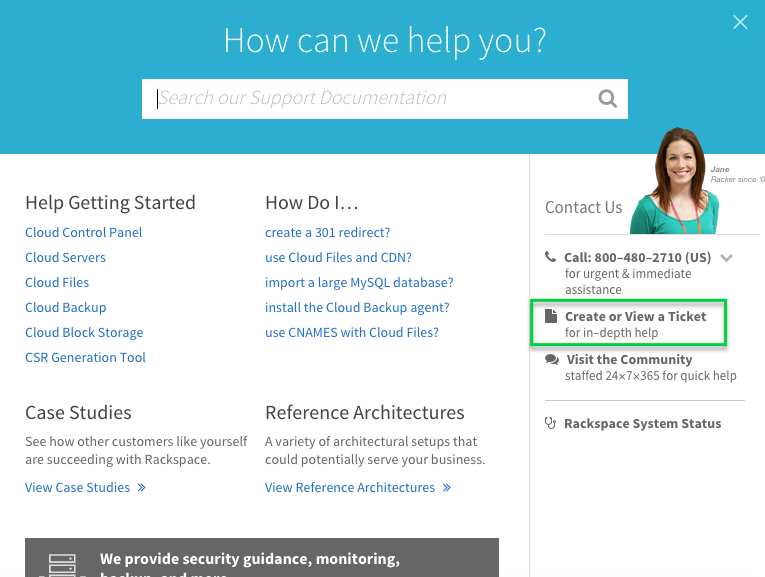 How can we help you?
Search our Support Documentation
Jane
Racker since '0
Contact Us
Help Getting Started
Cloud Control Panel
Cloud Servers
Cloud Files
Cloud Backup
Cloud Block Storage
CSR Generation Tool
How Do I...
create a 301 redirect?
use Cloud Files and CDN?
import a large MySQL database?
install the Cloud Backup agent?
use CNAMES with Cloud Files?
Call: 800-480-2710 (US)
for urgent & immediate
assistance
Create or View a Ticket
for in-depth help
Visit the Community
staffed 24×7×365 for quick help
Rackspace System Status
Case Studies
See how other customers like yourself
are succeeding with Rackspace.
View Case Studies »
Reference Architectures
A variety of architectural setups that
could potentially serve your business.
View Reference Architectures »
We provide security guidance, monitoring,
backup, and more